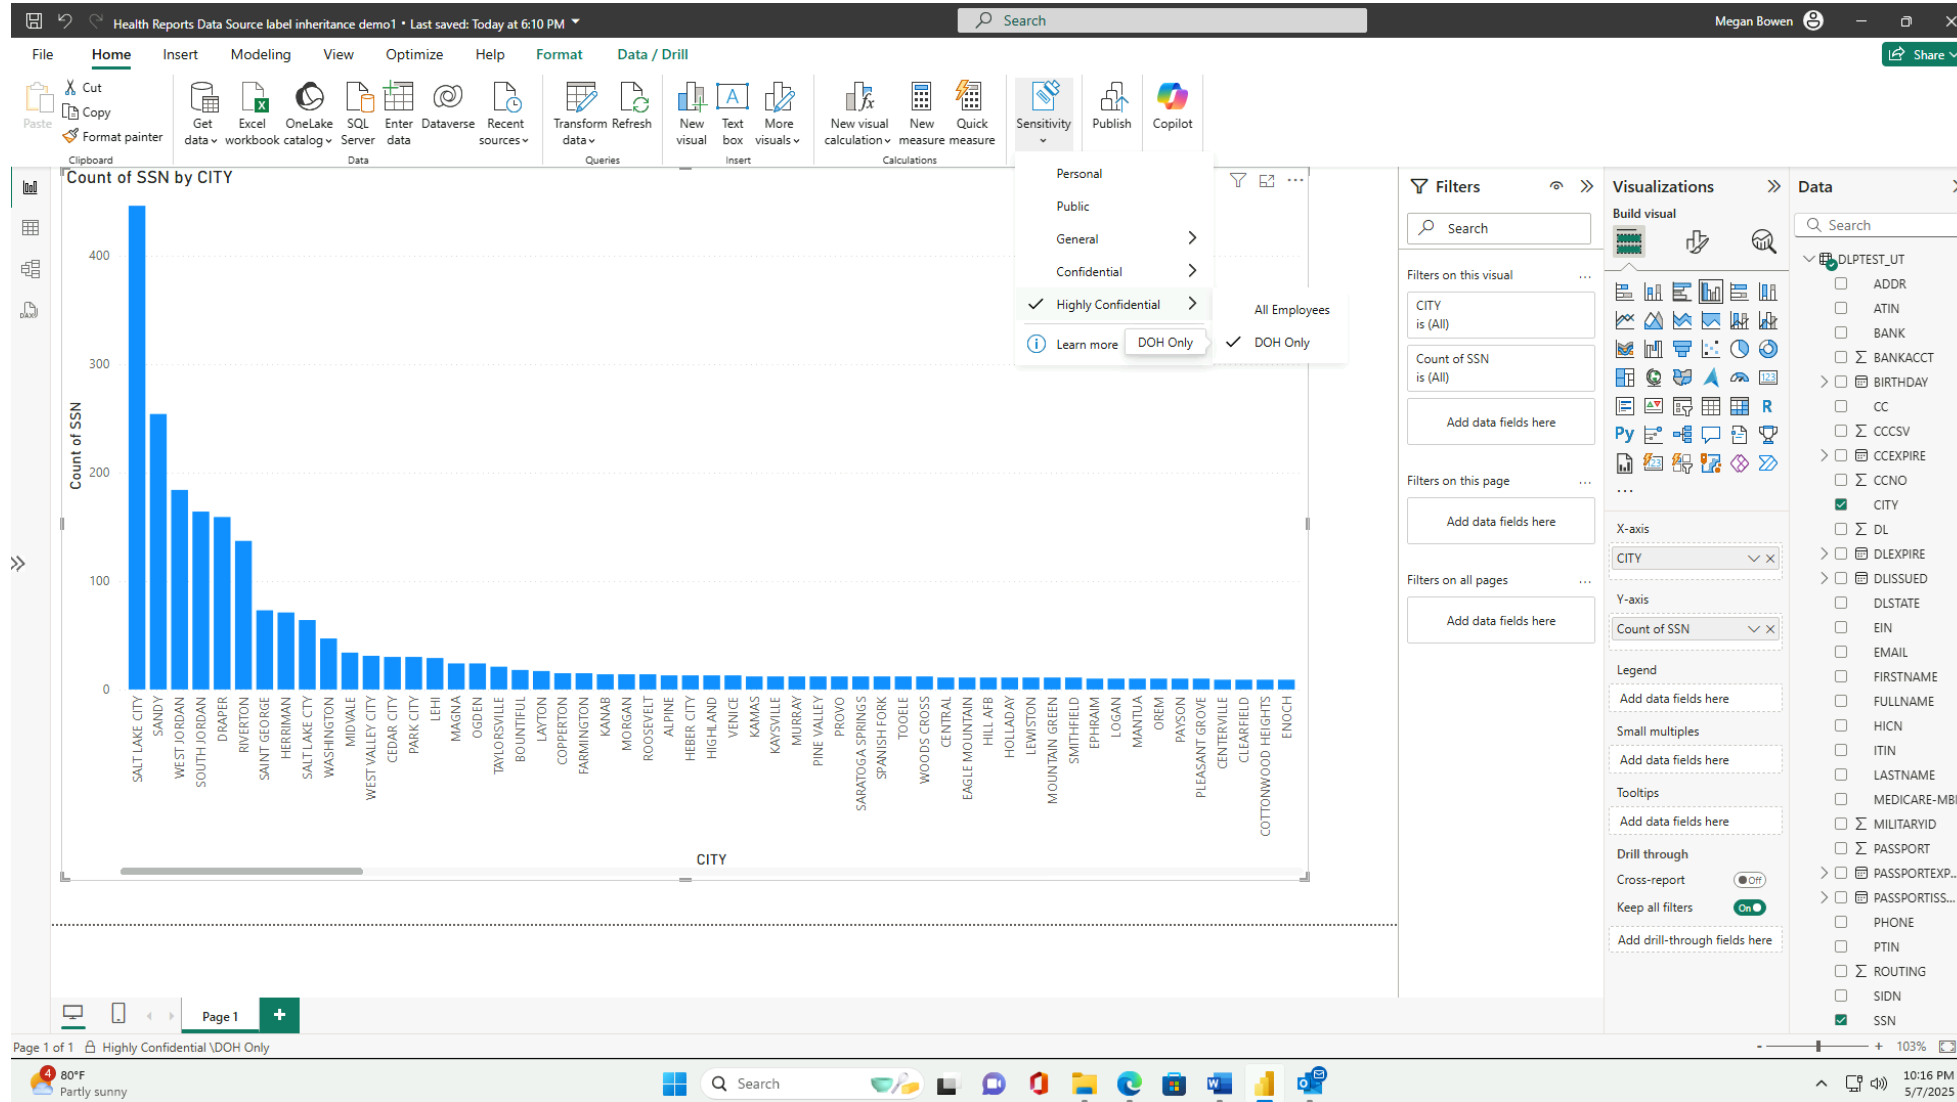 Health Reports Data Source label inheritance demo1 • Last saved: Today at 6:10 PM
Search
Megan Bowen
File
Home
Insert
Modeling
View
Optimize
Help
Format
Data / Drill
Share
Paste
Cut
Copy
Format painter
Clipboard
Get data
Excel workbook
OneLake catalog
SQL Server
Enter data
Dataverse
Recent sources
Data
Transform data
Refresh
Queries
New visual
Text box
More visuals
Insert
New visual calculation
New measure
Quick measure
Calculations
Sensitivity
Publish
Copilot
Personal
Public
General
Confidential
Highly Confidential
Learn more
DOH Only
All Employees
DOH Only
Count of SSN by CITY
400
300
200
100
0
Count of SSN
SALT LAKE CITY
SANDY
WEST JORDAN
SOUTH JORDAN
DRAPER
RIVERTON
SAINT GEORGE
HERRIMAN
SALT LAKE CTY
WASHINGTON
MIDVALE
WEST VALLEY CITY
CEDAR CITY
PARK CITY
LEHI
MAGNA
OGDEN
TAYLORSVILLE
BOUNTIFUL
LAYTON
COPPERTON
FARMINGTON
KANAB
MORGAN
ROOSEVELT
ALPINE
HEBER CITY
HIGHLAND
VENICE
KAMAS
KAYSVILLE
MURRAY
PINE VALLEY
PROVO
SARATOGA SPRINGS
SPANISH FORK
TOOELE
WOODS CROSS
CENTRAL
EAGLE MOUNTAIN
HILL AFB
HOLLADAY
LEWISTON
MOUNTAIN GREEN
SMITHFIELD
EPHRAIM
LOGAN
MANTUA
OREM
PAYSON
PLEASANT GROVE
CENTERVILLE
CLEARFIELD
COTTONWOOD HEIGHTS
ENOCH
CITY
Filters
Search
Filters on this visual
CITY
is (All)
Count of SSN
is (All)
Add data fields here
Filters on this page
Add data fields here
Filters on all pages
Add data fields here
Visualizations
Build visual
123
R
Py
X-axis
CITY
Y-axis
Count of SSN
Legend
Add data fields here
Small multiples
Add data fields here
Tooltips
Add data fields here
Drill through
Cross-report
Off
Keep all filters
On
Add drill-through fields here
Data
Search
DLPTEST_UT
ADDR
ATIN
BANK
BANKACCT
BIRTHDAY
CC
CCCSV
CCEXPIRE
CCNO
CITY
DL
DLEXPIRE
DLISSUED
DLSTATE
EIN
EMAIL
FIRSTNAME
FULLNAME
HICN
ITIN
LASTNAME
MEDICARE-MBI
MILITARYID
PASSPORT
PASSPORTEXP...
PASSPORTISS...
PHONE
PTIN
ROUTING
SIDN
SSN
Page 1
Page 1 of 1
Highly Confidential \DOH Only
103%
4
80°F
Partly sunny
Search
10:16 PM
5/7/2025